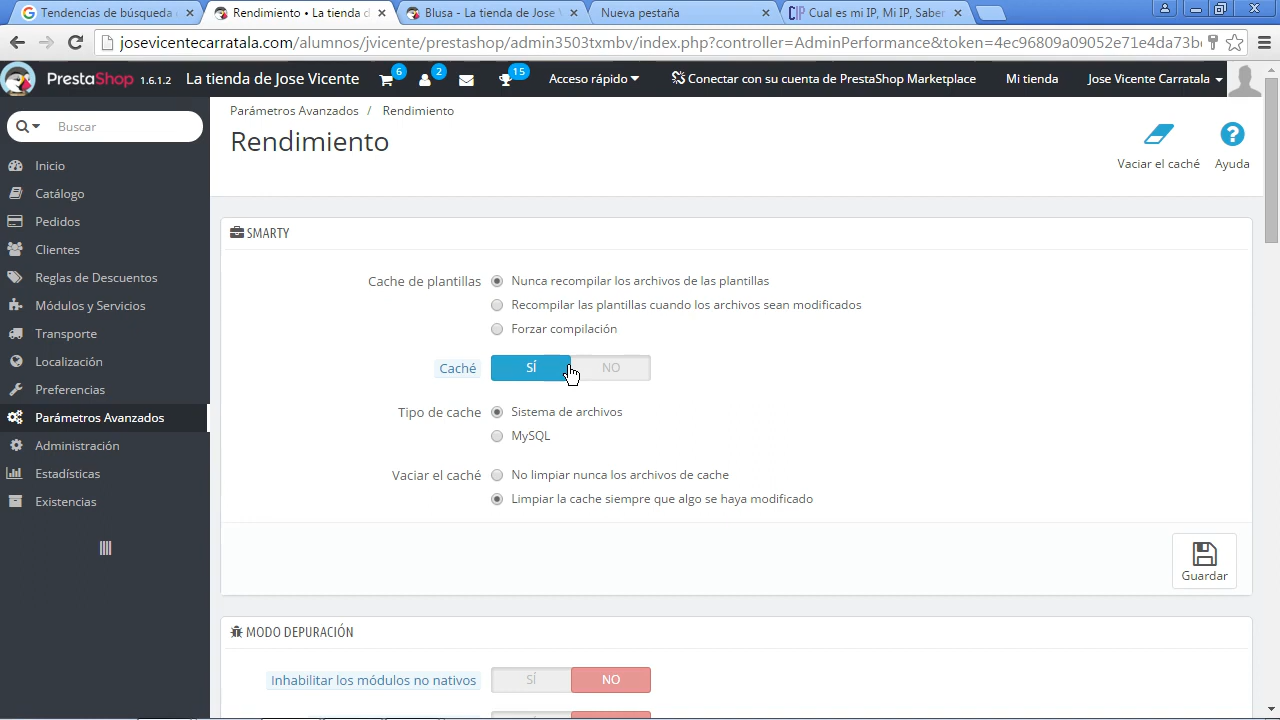 Tendencias de búsqueda
Rendimiento • La tienda d
Blusa - La tienda de Jose
Nueva pestaña
Cual es mi IP, Mi IP, Saber
josevicentecarratala.com/alumnos/jvicente/prestashop/admin3503txmbv/index.php?controller=AdminPerformance&token=4ec96809a09052e71e4da73b
PrestaShop 1.6.1.2 La tienda de Jose Vicente 6 2 15 Acceso rápido Conectar con su cuenta de PrestaShop Marketplace Mi tienda Jose Vicente Carratala
Buscar
Inicio
Catálogo
Pedidos
Clientes
Reglas de Descuentos
Módulos y Servicios
Transporte
Localización
Preferencias
Parámetros Avanzados
Administración
Estadísticas
Existencias
Parámetros Avanzados / Rendimiento
Rendimiento
Vaciar el caché
Ayuda
SMARTY
Cache de plantillas
Nunca recompilar los archivos de las plantillas
Recompilar las plantillas cuando los archivos sean modificados
Forzar compilación
Caché SÍ NO
Tipo de cache
Sistema de archivos
MySQL
Vaciar el caché
No limpiar nunca los archivos de cache
Limpiar la cache siempre que algo se haya modificado
Guardar
MODO DEPURACIÓN
Inhabilitar los módulos no nativos SÍ NO